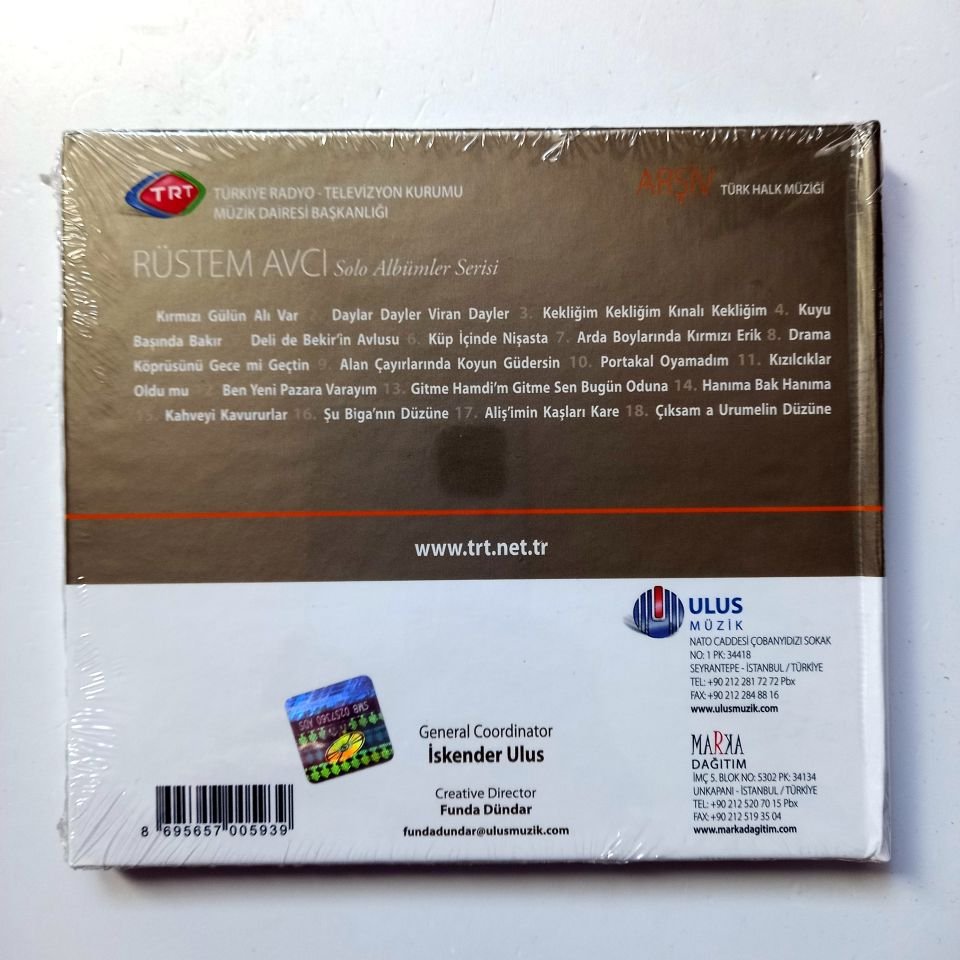 TRT
TÜRKİYE RADYO - TELEVİZYON KURUMU
MÜZİK DAİRESİ BAŞKANLIĞI
ARŞİV TÜRK HALK MÜZİĞİ
RÜSTEM AVCI Solo Albümler Serisi
Kırmızı Gülün Alı Var 2. Daylar Dayler Viran Dayler 3. Kekliğim Kekliğim Kınalı Kekliğim 4. Kuyu
Başında Bakır Deli de Bekir'in Avlusu 6. Küp İçinde Nişasta 7. Arda Boylarında Kırmızı Erik 8. Drama
Köprüsünü Gece mi Geçtin 9. Alan Çayırlarında Koyun Güdersin 10. Portakal Oyamadım 11. Kızılcıklar
Oldu mu 2. Ben Yeni Pazara Varayım 13. Gitme Hamdi'm Gitme Sen Bugün Oduna 14. Hanıma Bak Hanıma
15. Kahveyi Kavururlar 16. Şu Biga'nın Düzüne 17. Aliş'imin Kaşları Kare 18. Çıksam a Urumelin Düzüne
www.trt.net.tr
ULUS
MÜZİK
NATO CADDESİ ÇOBANYIDIZI SOKAK
NO: 1 PK: 34418
SEYRANTEPE - İSTANBUL / TÜRKİYE
TEL: +90 212 281 72 72 Pbx
FAX: +90 212 284 88 16
www.ulusmuzik.com
MARKA
DAĞITIM
İMÇ 5. BLOK NO: 5302 PK: 34134
UNKAPANI - İSTANBUL / TÜRKİYE
TEL: +90 212 520 70 15 Pbx
FAX: +90 212 519 35 04
www.markadagitim.com
SMB 0257360 ADS
General Coordinator
İskender Ulus
Creative Director
Funda Dündar
fundadundar@ulusmuzik.com
8 695657 005939